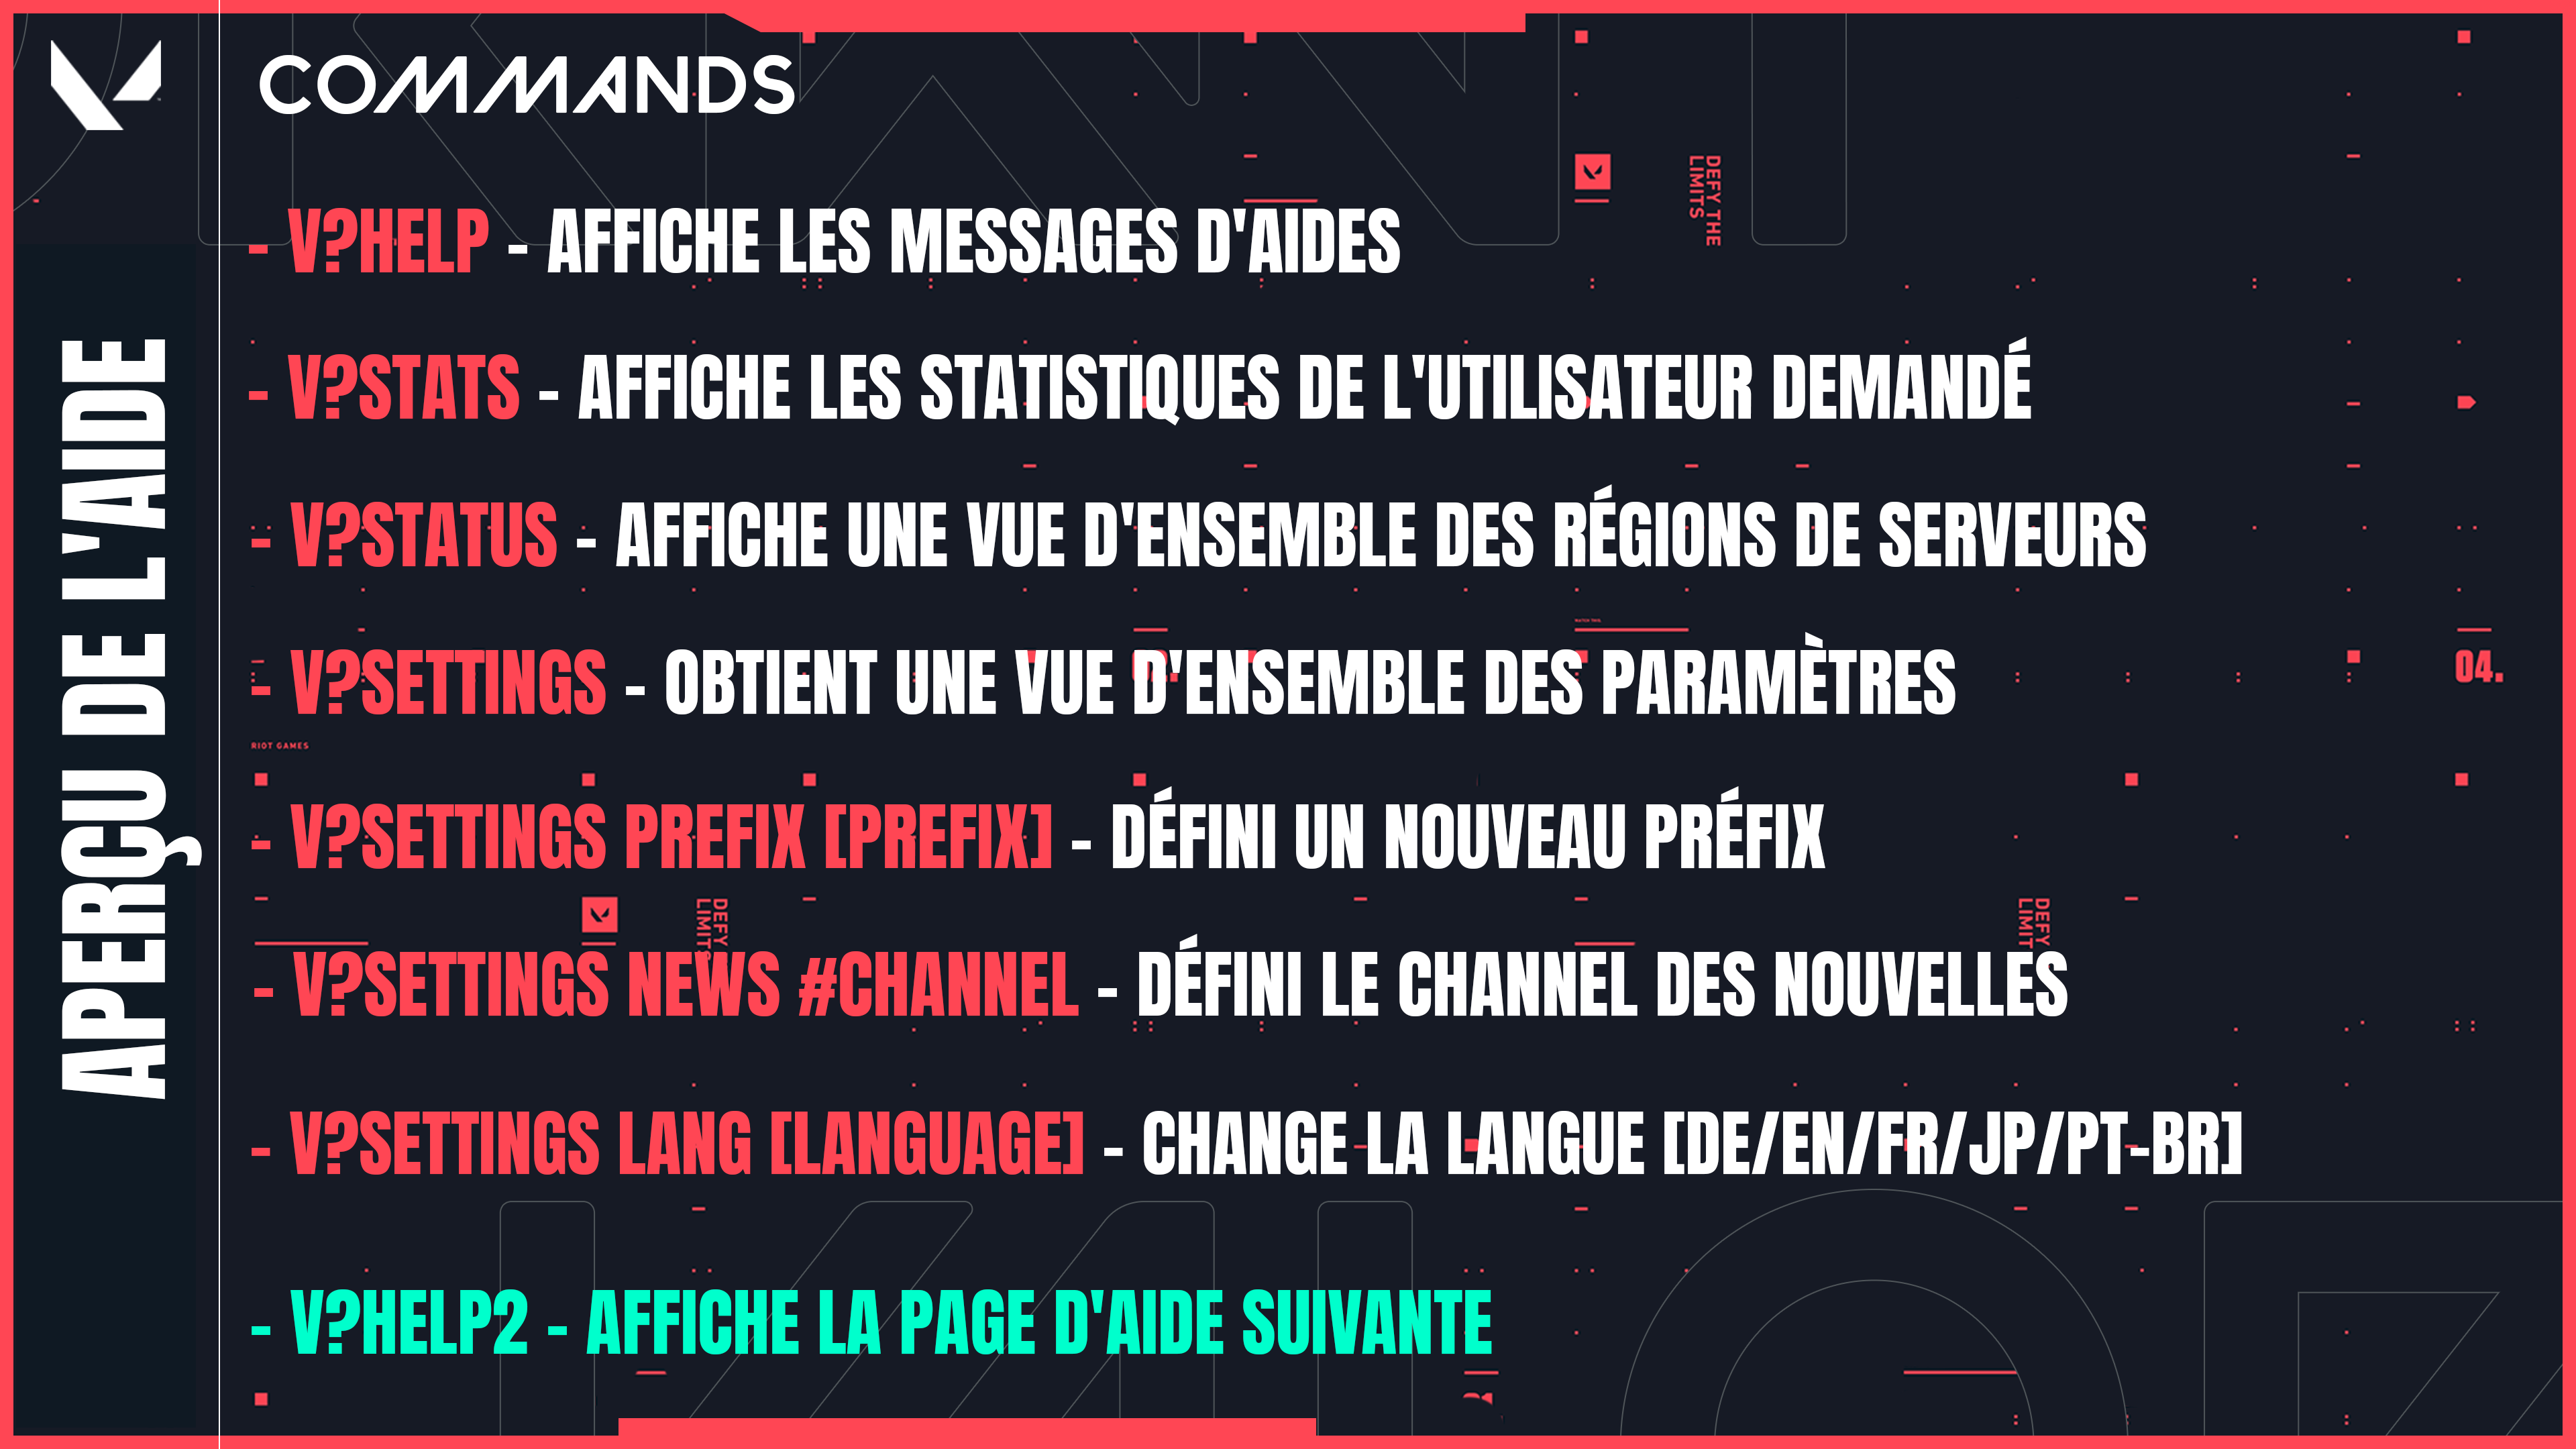 COMMANDS
DEFY THE
LIMITS
- V?HELP - AFFICHE LES MESSAGES D'AIDES
- V?STATS - AFFICHE LES STATISTIQUES DE L'UTILISATEUR DEMANDÉ
- V?STATUS - AFFICHE UNE VUE D'ENSEMBLE DES RÉGIONS DE SERVEURS
- V?SETTINGS - OBTIENT UNE VUE D'ENSEMBLE DES PARAMÈTRES
04.
RIOT GAMES
- V?SETTINGS PREFIX [PREFIX] - DÉFINI UN NOUVEAU PRÉFIX
DEFY
DEFY
LIMIT
- V?SETTINGS NEWS #CHANNEL - DÉFINI LE CHANNEL DES NOUVELLES
- V?SETTINGS LANG [LANGUAGE] - CHANGE LA LANGUE [DE/EN/FR/JP/PT-BR]
- V?HELP2 - AFFICHE LA PAGE D'AIDE SUIVANTE
APERÇU DE L'AIDE